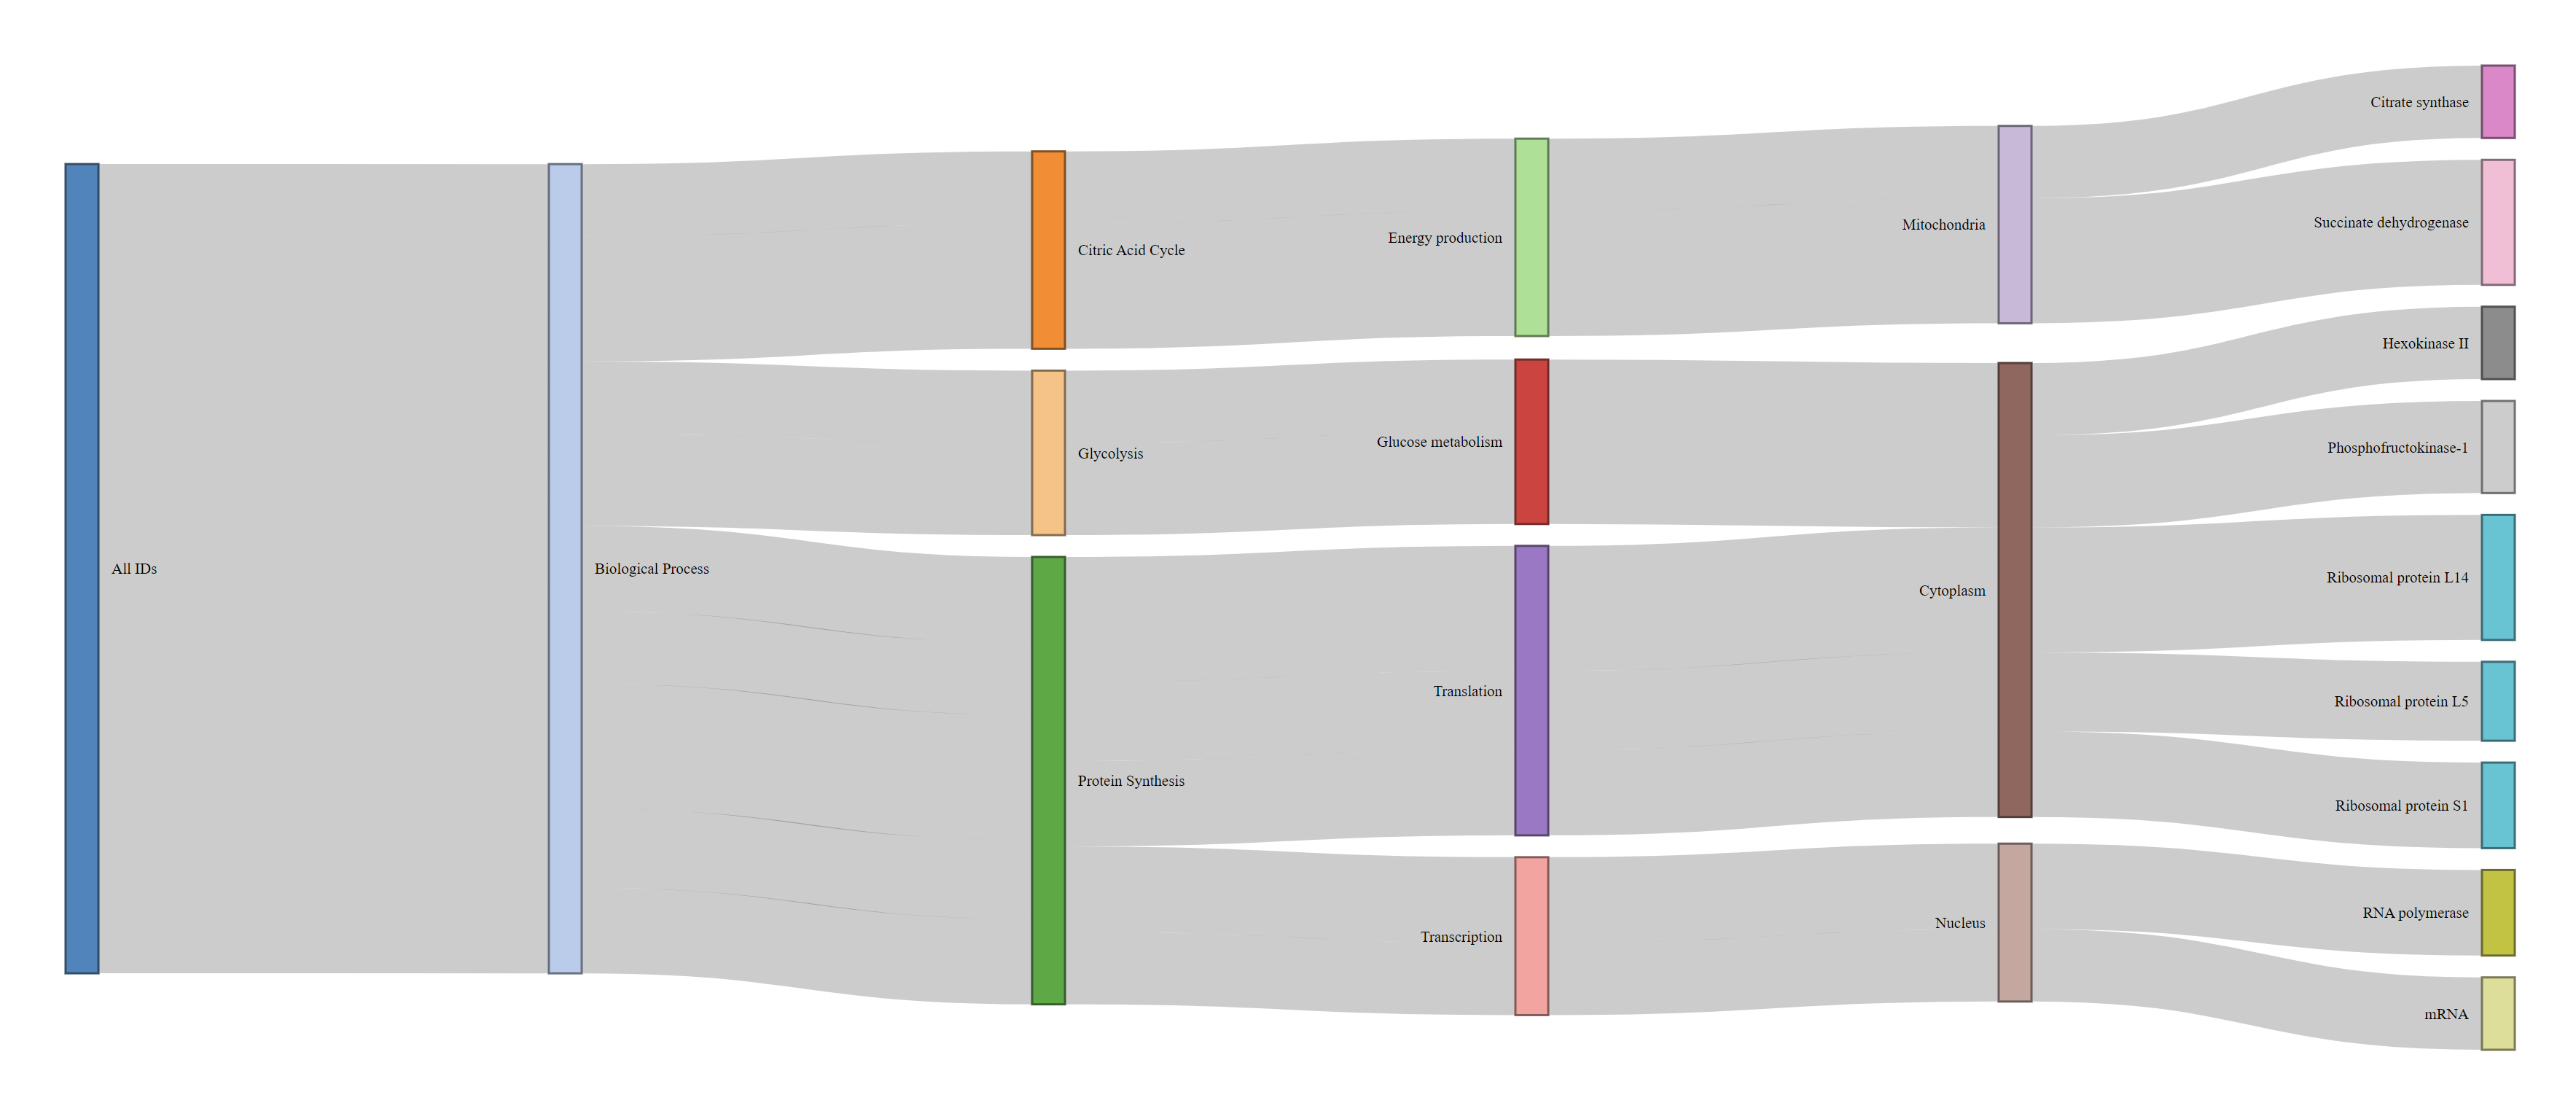 All IDs
Biological Process
Citric Acid Cycle
Glycolysis
Protein Synthesis
Energy production
Glucose metabolism
Translation
Transcription
Mitochondria
Cytoplasm
Nucleus
Citrate synthase
Succinate dehydrogenase
Hexokinase II
Phosphofructokinase-1
Ribosomal protein L14
Ribosomal protein L5
Ribosomal protein S1
RNA polymerase
mRNA